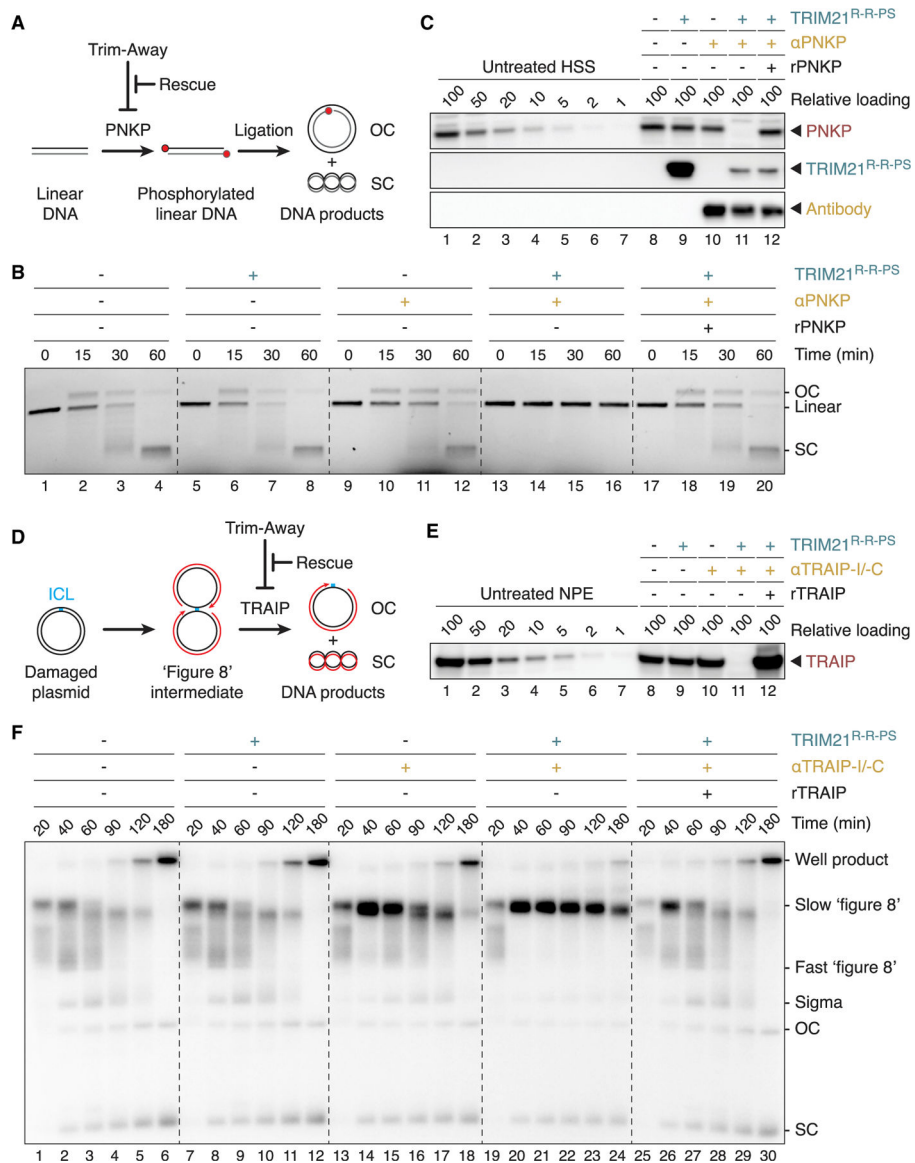 A
Trim-Away
Rescue
PNKP
Ligation
OC
+
SC
Linear DNA
Phosphorylated linear DNA
DNA products
C
- + - + + TRIM21R-R-PS
- - + + + αPNKP
- - - - + rPNKP
Untreated HSS
100 50 20 10 5 2 1 100 100 100 100 100 Relative loading
PNKP
TRIM21R-R-PS
Antibody
1 2 3 4 5 6 7 8 9 10 11 12
B
- + - + + TRIM21R-R-PS
- - + + + αPNKP
- - - - + rPNKP
0 15 30 60 0 15 30 60 0 15 30 60 0 15 30 60 0 15 30 60 Time (min)
OC
Linear
SC
1 2 3 4 5 6 7 8 9 10 11 12 13 14 15 16 17 18 19 20
D
Trim-Away
Rescue
ICL
TRAIP
OC
+
SC
Damaged plasmid
‘Figure 8’ intermediate
DNA products
E
- + - + + TRIM21R-R-PS
- - + + + αTRAIP-I/-C
- - - - + rTRAIP
Untreated NPE
100 50 20 10 5 2 1 100 100 100 100 100 Relative loading
TRAIP
1 2 3 4 5 6 7 8 9 10 11 12
F
- + - + + TRIM21R-R-PS
- - + + + αTRAIP-I/-C
- - - - + rTRAIP
20 40 60 90 120 180 20 40 60 90 120 180 20 40 60 90 120 180 20 40 60 90 120 180 20 40 60 90 120 180 Time (min)
Well product
Slow ‘figure 8’
Fast ‘figure 8’
Sigma
OC
SC
1 2 3 4 5 6 7 8 9 10 11 12 13 14 15 16 17 18 19 20 21 22 23 24 25 26 27 28 29 30